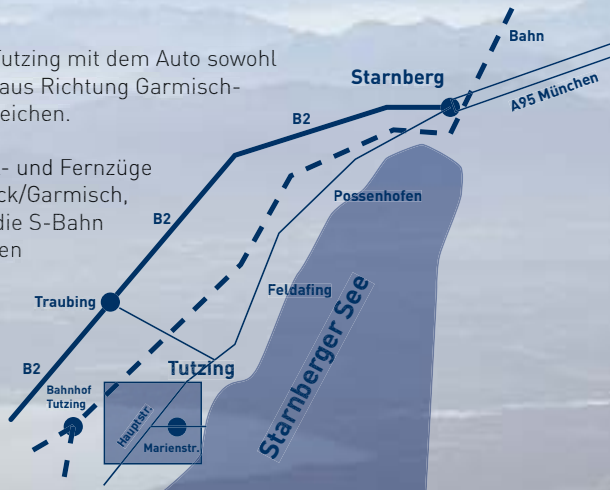 Tutzing mit dem Auto sowohl
aus Richtung Garmisch-
eichen.
- und Fernzüge
ck/Garmisch,
die S-Bahn
en
Bahn
Starnberg
A95 München
B2
Possenhofen
B2
Feldafing
Traubing
Starnberger See
B2
Tutzing
Bahnhof
Tutzing
Hauptstr.
Marienstr.